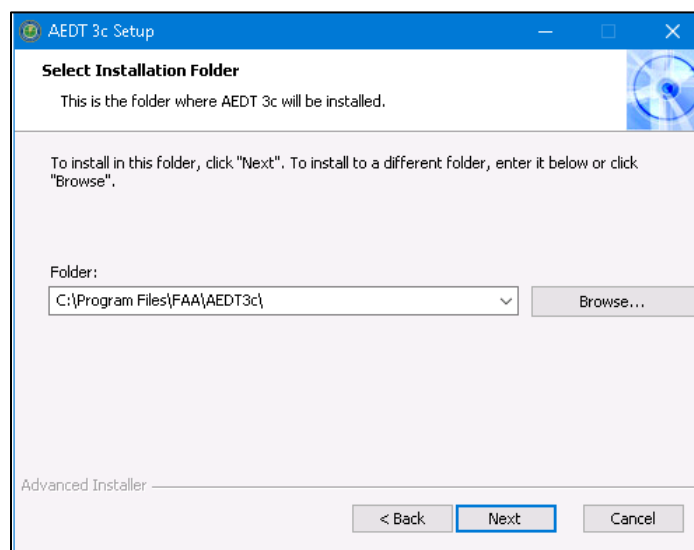 AEDT 3c Setup
Select Installation Folder
This is the folder where AEDT 3c will be installed.
To install in this folder, click "Next". To install to a different folder, enter it below or click
"Browse".
Folder:
C:\Program Files\FAA\AEDT3c\
Browse...
Advanced Installer
< Back
Next
Cancel